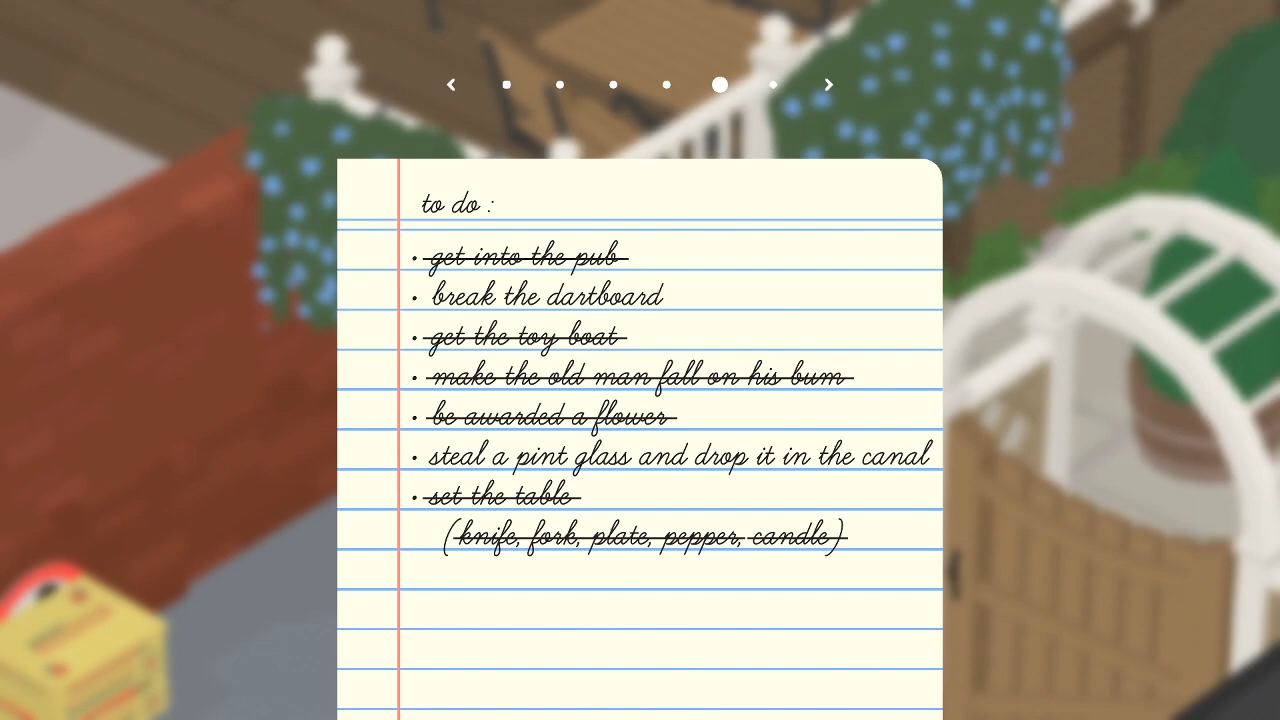 to do :
• get into the pub
• break the dartboard
• get the toy boat
• make the old man fall on his bum
• be awarded a flower
• steal a pint glass and drop it in the canal
• set the table
(knife, fork, plate, pepper, candle)